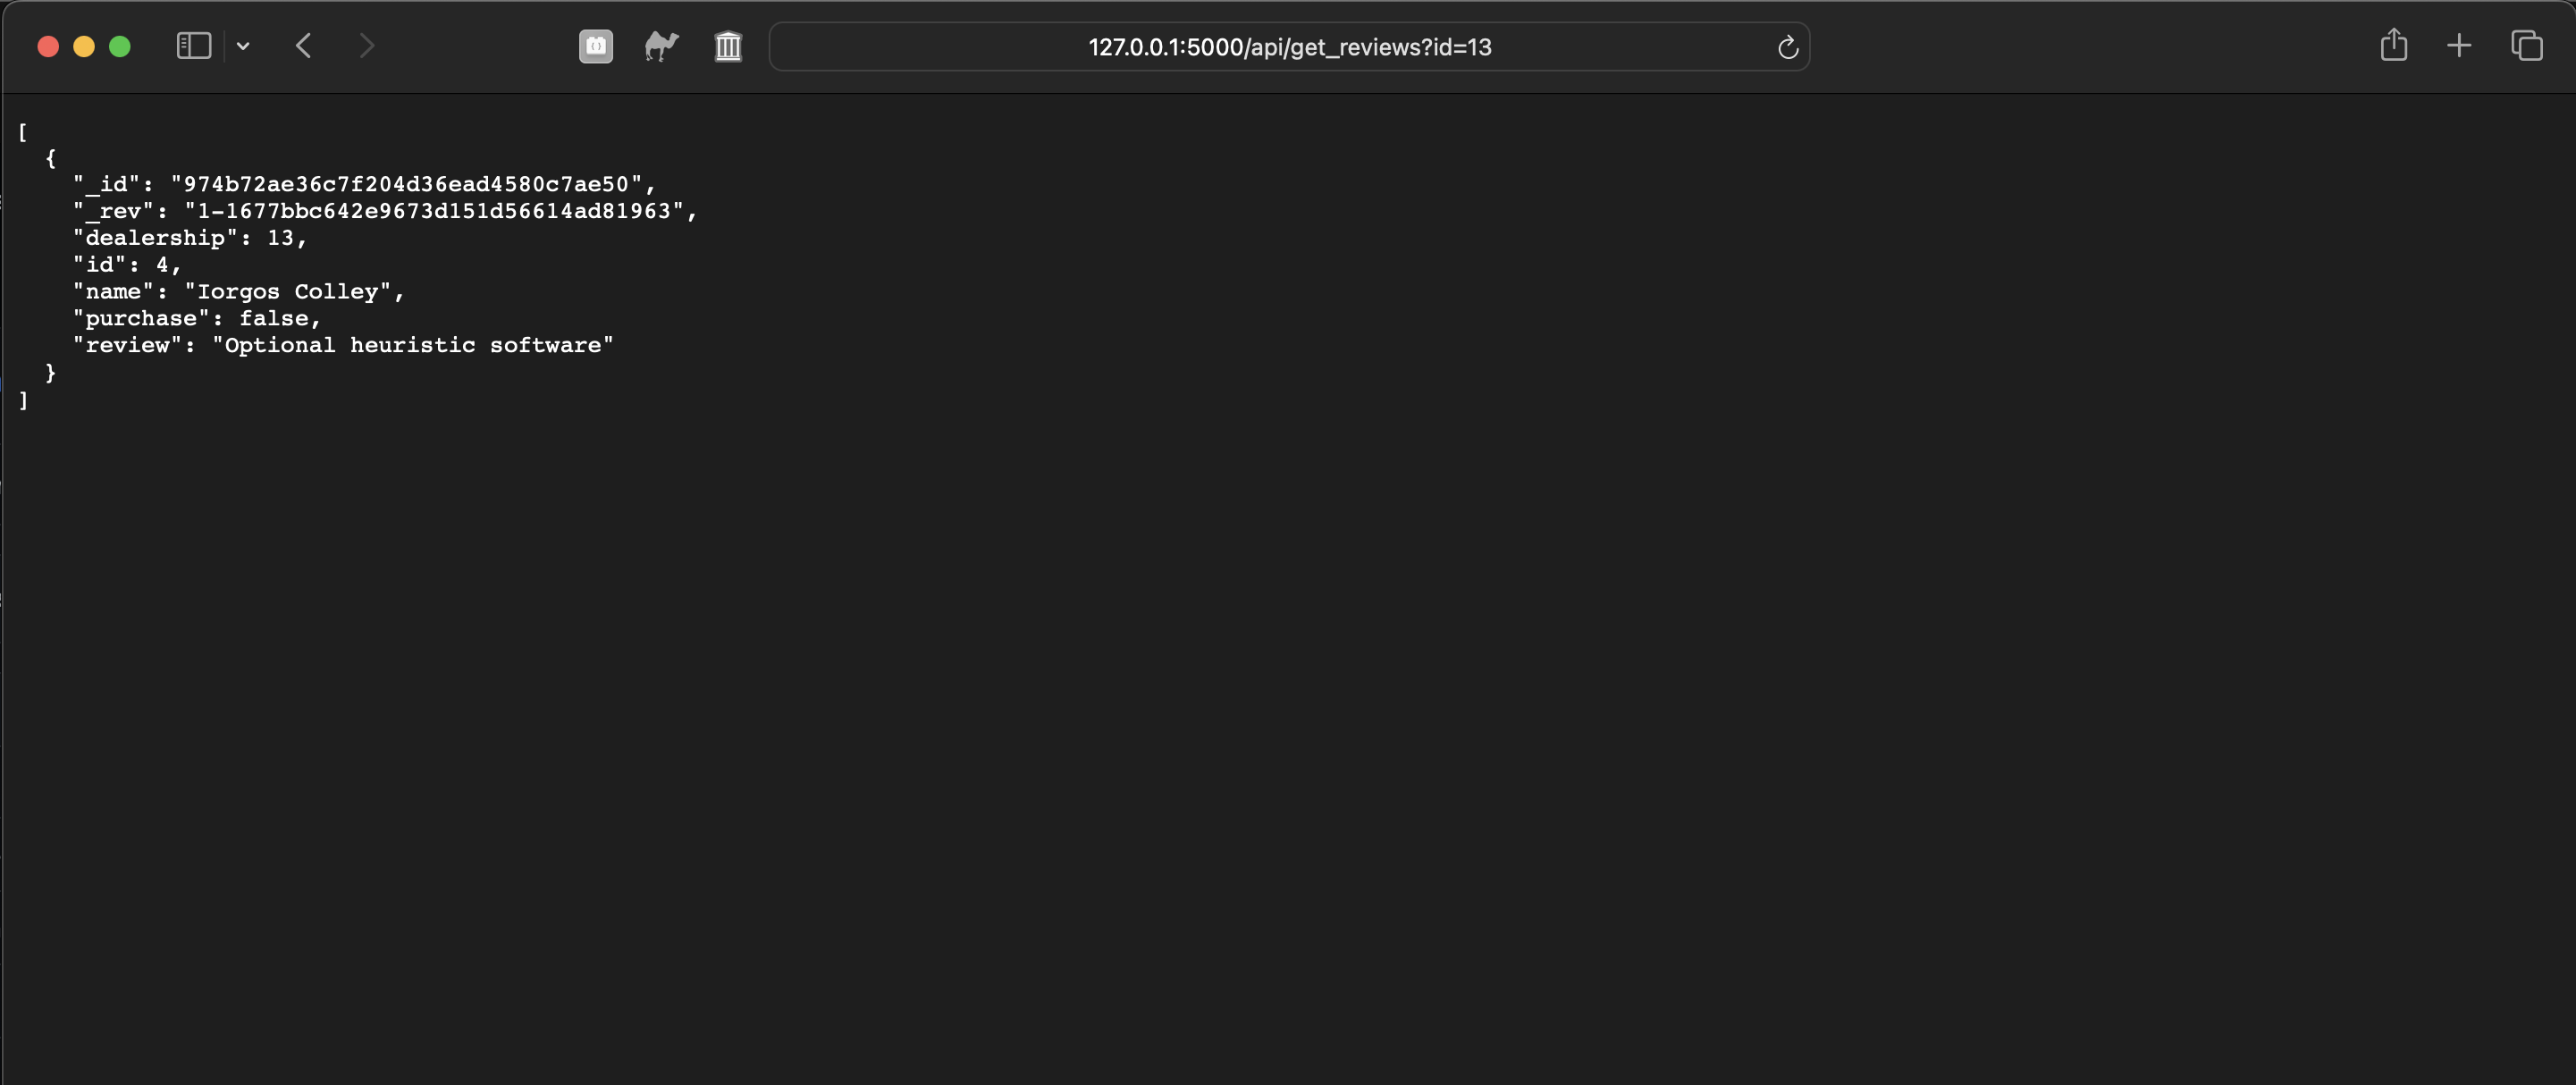 127.0.0.1:5000/api/get_reviews?id=13
[
  {
    "_id": "974b72ae36c7f204d36ead4580c7ae50",
    "_rev": "1-1677bbc642e9673d151d56614ad81963",
    "dealership": 13,
    "id": 4,
    "name": "Iorgos Colley",
    "purchase": false,
    "review": "Optional heuristic software"
  }
]